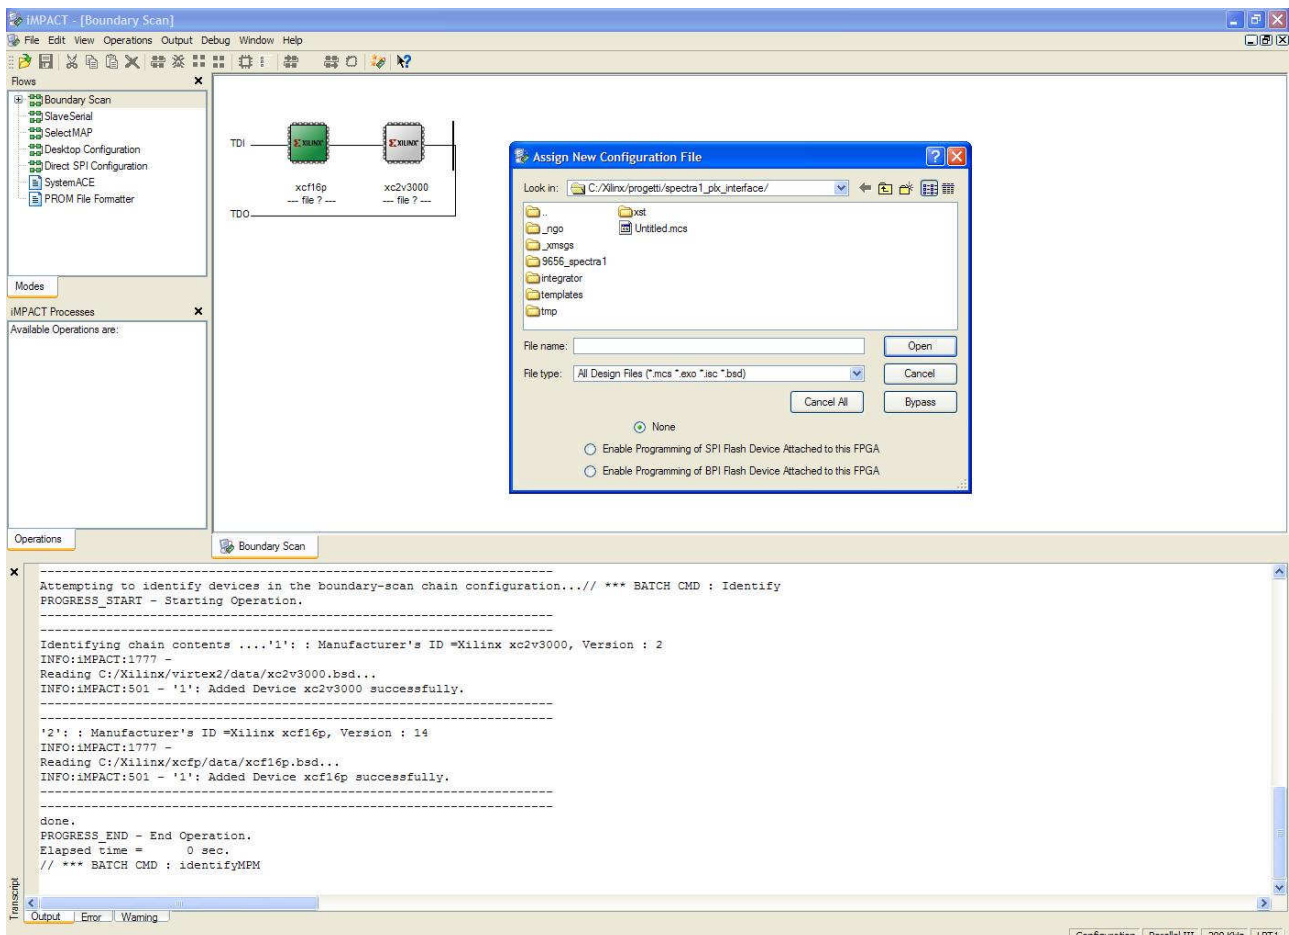 iMPACT - [Boundary Scan]
File Edit View Operations Output Debug Window Help
Flows
Boundary Scan
SlaveSerial
SelectMAP
Desktop Configuration
Direct SPI Configuration
SystemACE
PROM File Formatter
Modes
iMPACT Processes
Available Operations are:
Operations
TDI
XILINX XILINX
xcf16p xc2v3000
--- file ? --- --- file ? ---
TDO
Boundary Scan
Assign New Configuration File
Look in: C:/Xilinx/progetti/spectra1_plx_interface/
.. xst
_ngo Untitled.mcs
_xmsgs
9656_spectra1
integrator
templates
tmp
File name: Open
File type: All Design Files (*.mcs *.exo *.isc *.bsd) Cancel
Cancel All Bypass
None
Enable Programming of SPI Flash Device Attached to this FPGA
Enable Programming of BPI Flash Device Attached to this FPGA
----------------------------------------------------------------------
Attempting to identify devices in the boundary-scan chain configuration...// *** BATCH CMD : Identify
PROGRESS_START - Starting Operation.
----------------------------------------------------------------------
----------------------------------------------------------------------
Identifying chain contents ....'1': : Manufacturer's ID =Xilinx xc2v3000, Version : 2
INFO:iMPACT:1777 -
Reading C:/Xilinx/virtex2/data/xc2v3000.bsd...
INFO:iMPACT:501 - '1': Added Device xc2v3000 successfully.
----------------------------------------------------------------------
----------------------------------------------------------------------
'2': : Manufacturer's ID =Xilinx xcf16p, Version : 14
INFO:iMPACT:1777 -
Reading C:/Xilinx/xcfp/data/xcf16p.bsd...
INFO:iMPACT:501 - '1': Added Device xcf16p successfully.
----------------------------------------------------------------------
----------------------------------------------------------------------
done.
PROGRESS_END - End Operation.
Elapsed time =      0 sec.
// *** BATCH CMD : identifyMPM
Transcript
Output Error Warning
Configuration Parallel III 200 KHz LPT1